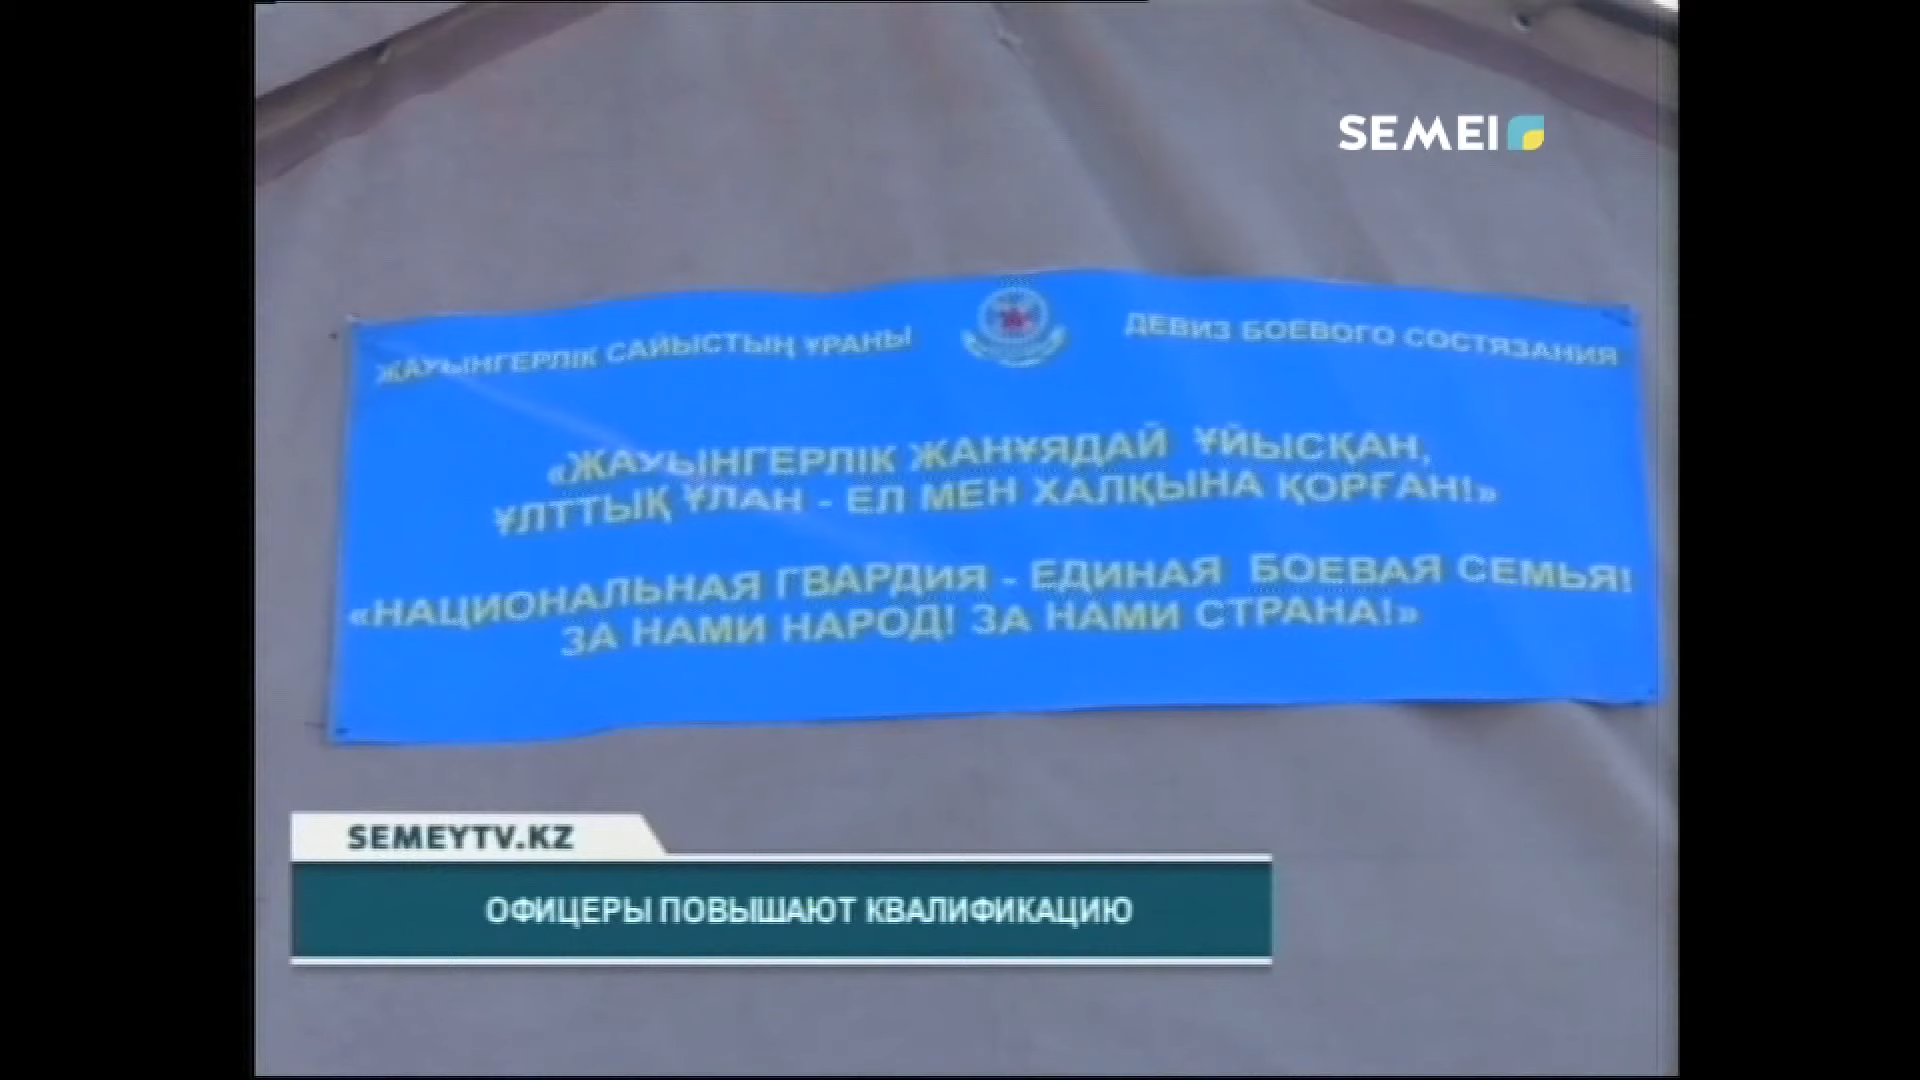 SEMEI
ЖАУЫНГЕРЛІК САЙЫСТЫҢ ҰРАНЫ
ДЕВИЗ БОЕВОГО СОСТЯЗАНИЯ
«ЖАУЫНГЕРЛІК ЖАНҰЯДАЙ ҰЙЫСҚАН,
ҰЛТТЫҚ ҰЛАН - ЕЛ МЕН ХАЛҚЫНА ҚОРҒАН!»
«НАЦИОНАЛЬНАЯ ГВАРДИЯ - ЕДИНАЯ БОЕВАЯ СЕМЬЯ!
ЗА НАМИ НАРОД! ЗА НАМИ СТРАНА!»
SEMEYTV.KZ
ОФИЦЕРЫ ПОВЫШАЮТ КВАЛИФИКАЦИЮ